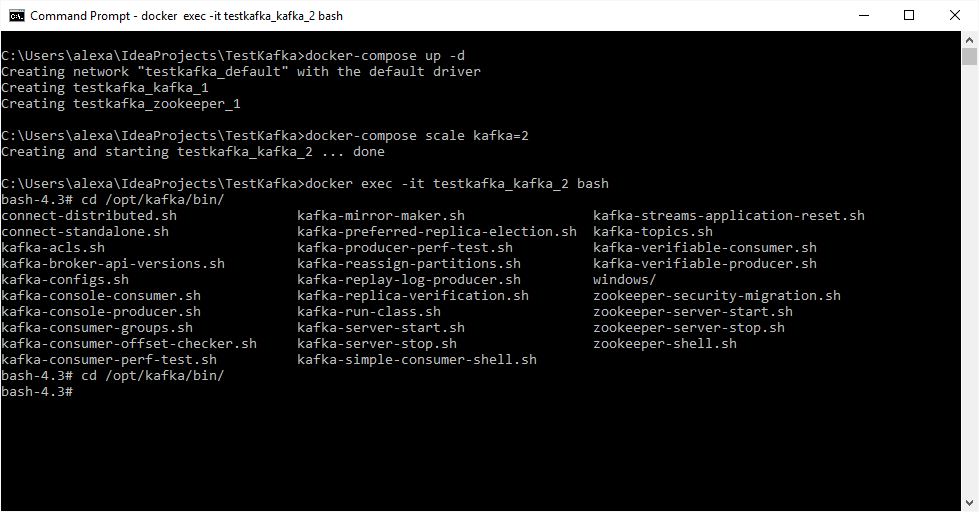 Command Prompt - docker exec -it testkafka_kafka_2 bash
C:\Users\alexa\IdeaProjects\TestKafka>docker-compose up -d
Creating network "testkafka_default" with the default driver
Creating testkafka_kafka_1
Creating testkafka_zookeeper_1
C:\Users\alexa\IdeaProjects\TestKafka>docker-compose scale kafka=2
Creating and starting testkafka_kafka_2 ... done
C:\Users\alexa\IdeaProjects\TestKafka>docker exec -it testkafka_kafka_2 bash
bash-4.3# cd /opt/kafka/bin/
connect-distributed.sh kafka-mirror-maker.sh kafka-streams-application-reset.sh
connect-standalone.sh kafka-preferred-replica-election.sh kafka-topics.sh
kafka-acls.sh kafka-producer-perf-test.sh kafka-verifiable-consumer.sh
kafka-broker-api-versions.sh kafka-reassign-partitions.sh kafka-verifiable-producer.sh
kafka-configs.sh kafka-replay-log-producer.sh windows/
kafka-console-consumer.sh kafka-replica-verification.sh zookeeper-security-migration.sh
kafka-console-producer.sh kafka-run-class.sh zookeeper-server-start.sh
kafka-consumer-groups.sh kafka-server-start.sh zookeeper-server-stop.sh
kafka-consumer-offset-checker.sh kafka-server-stop.sh zookeeper-shell.sh
kafka-consumer-perf-test.sh kafka-simple-consumer-shell.sh
bash-4.3# cd /opt/kafka/bin/
bash-4.3#